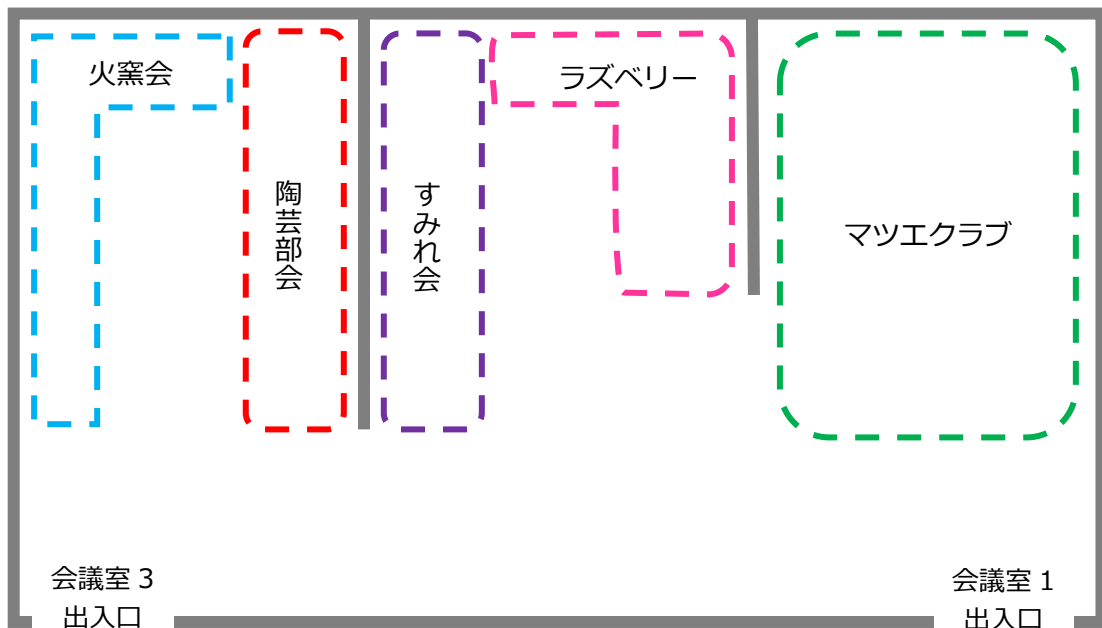 火窯会
陶芸部会
すみれ会
ラズベリー
マツエクラブ
会議室 3
出入口
会議室 1
出入口